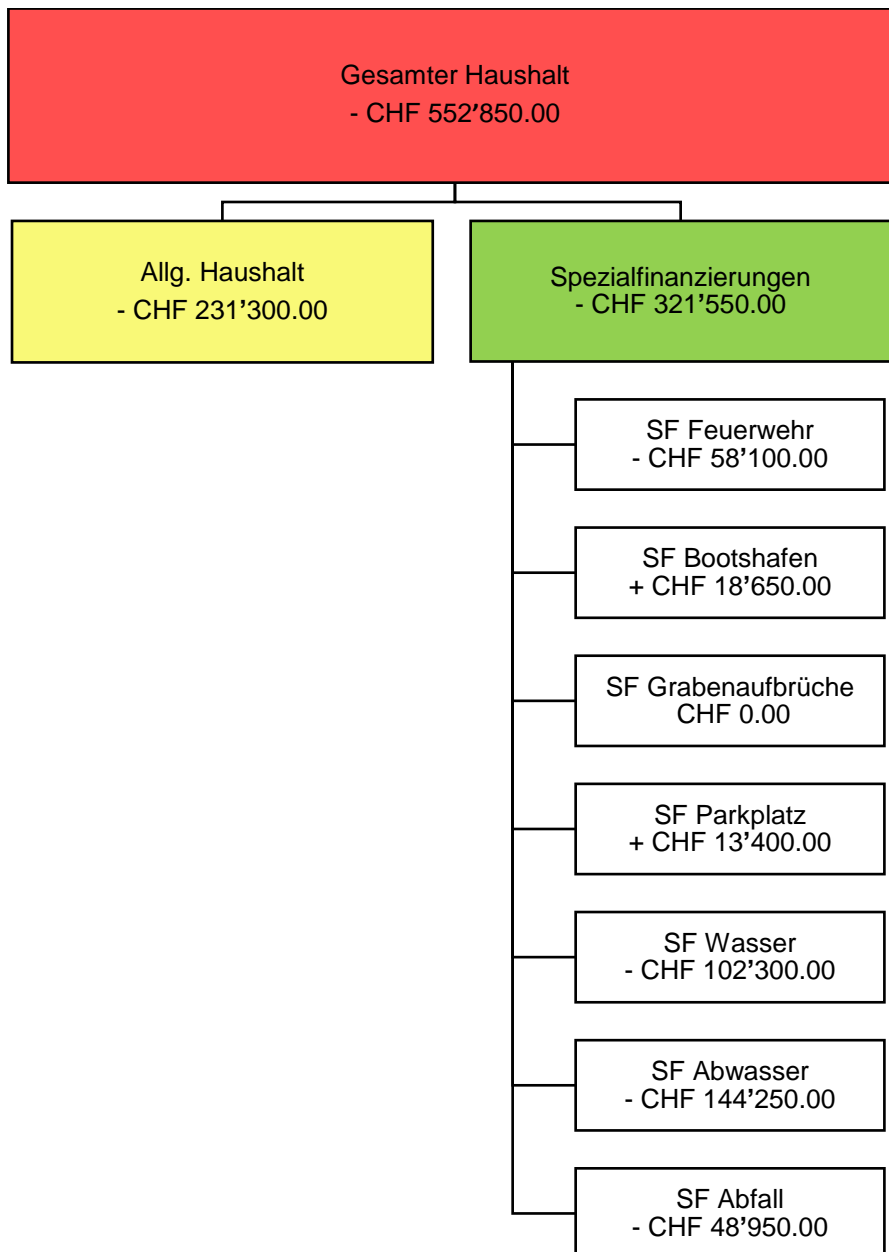 Gesamter Haushalt
- CHF 552'850.00
Allg. Haushalt
- CHF 231'300.00
Spezialfinanzierungen
- CHF 321'550.00
SF Feuerwehr
- CHF 58'100.00
SF Bootshafen
+ CHF 18'650.00
SF Grabenaufbrüche
CHF 0.00
SF Parkplatz
+ CHF 13'400.00
SF Wasser
- CHF 102'300.00
SF Abwasser
- CHF 144'250.00
SF Abfall
- CHF 48'950.00